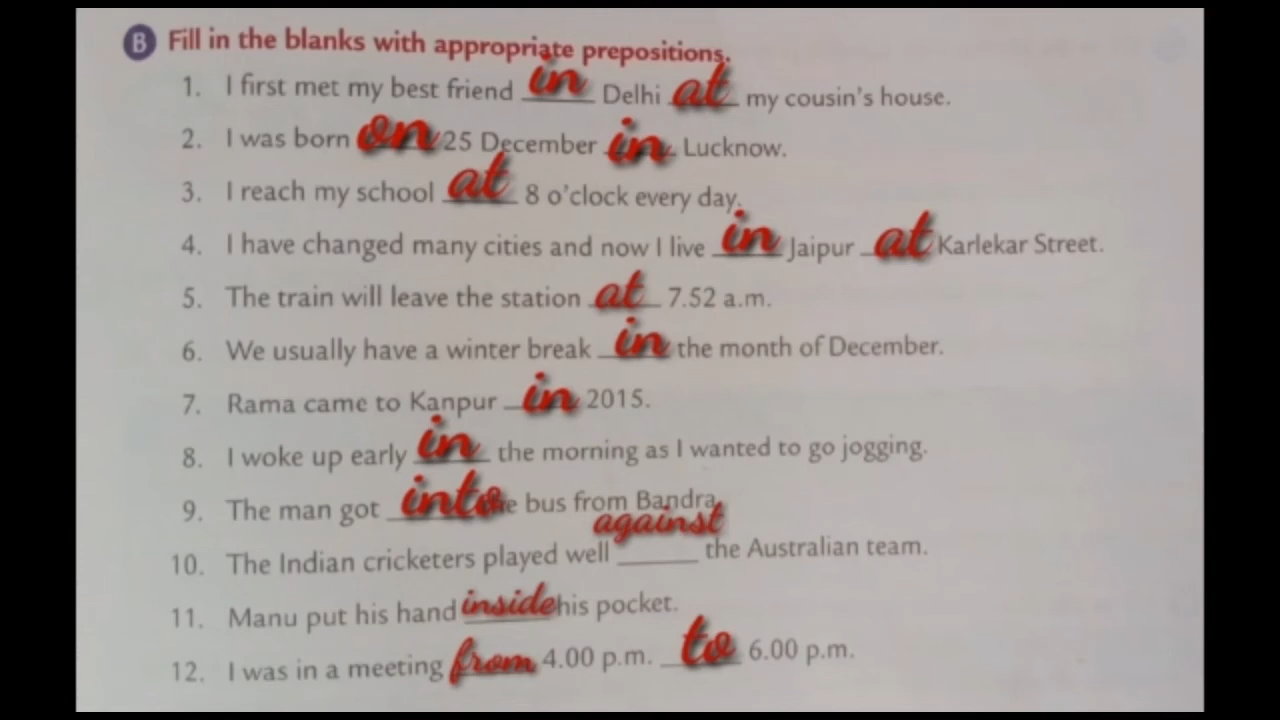 B Fill in the blanks with appropriate prepositions.
1. I first met my best friend in Delhi at my cousin's house.
2. I was born on 25 December in Lucknow.
3. I reach my school at 8 o'clock every day.
4. I have changed many cities and now I live in Jaipur at Karlekar Street.
5. The train will leave the station at 7.52 a.m.
6. We usually have a winter break in the month of December.
7. Rama came to Kanpur in 2015.
8. I woke up early in the morning as I wanted to go jogging.
9. The man got into the bus from Bandra.
10. The Indian cricketers played well against the Australian team.
11. Manu put his hand inside his pocket.
12. I was in a meeting from 4.00 p.m. to 6.00 p.m.